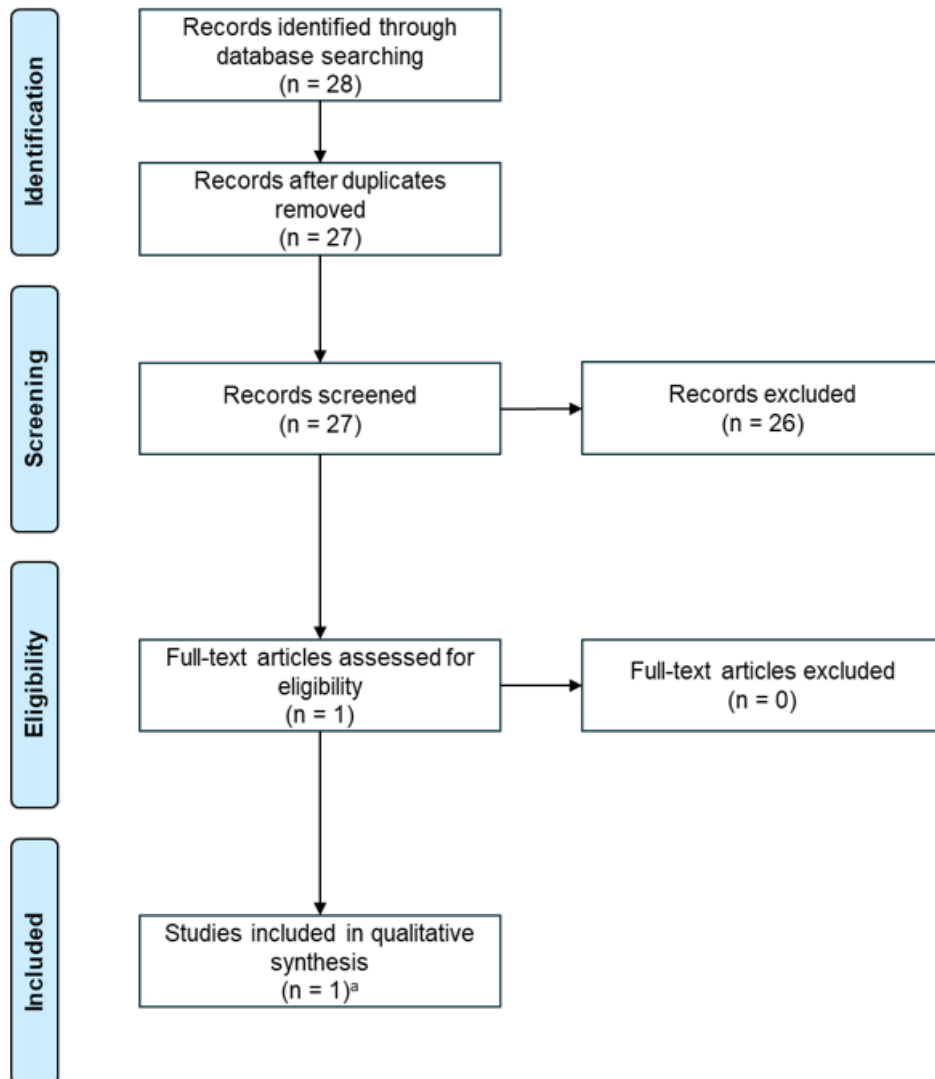 Identification
Records identified through
database searching
(n = 28)
Records after duplicates
removed
(n = 27)
Screening
Records screened
(n = 27)
Records excluded
(n = 26)
Eligibility
Full-text articles assessed for
eligibility
(n = 1)
Full-text articles excluded
(n = 0)
Included
Studies included in qualitative
synthesis
(n = 1)ᵃ